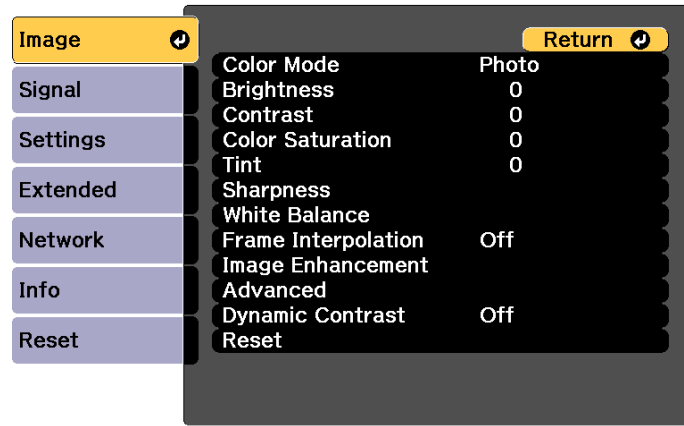 Image
Signal
Settings
Extended
Network
Info
Reset
Return
Color Mode Photo
Brightness 0
Contrast 0
Color Saturation 0
Tint 0
Sharpness
White Balance
Frame Interpolation Off
Image Enhancement
Advanced
Dynamic Contrast Off
Reset